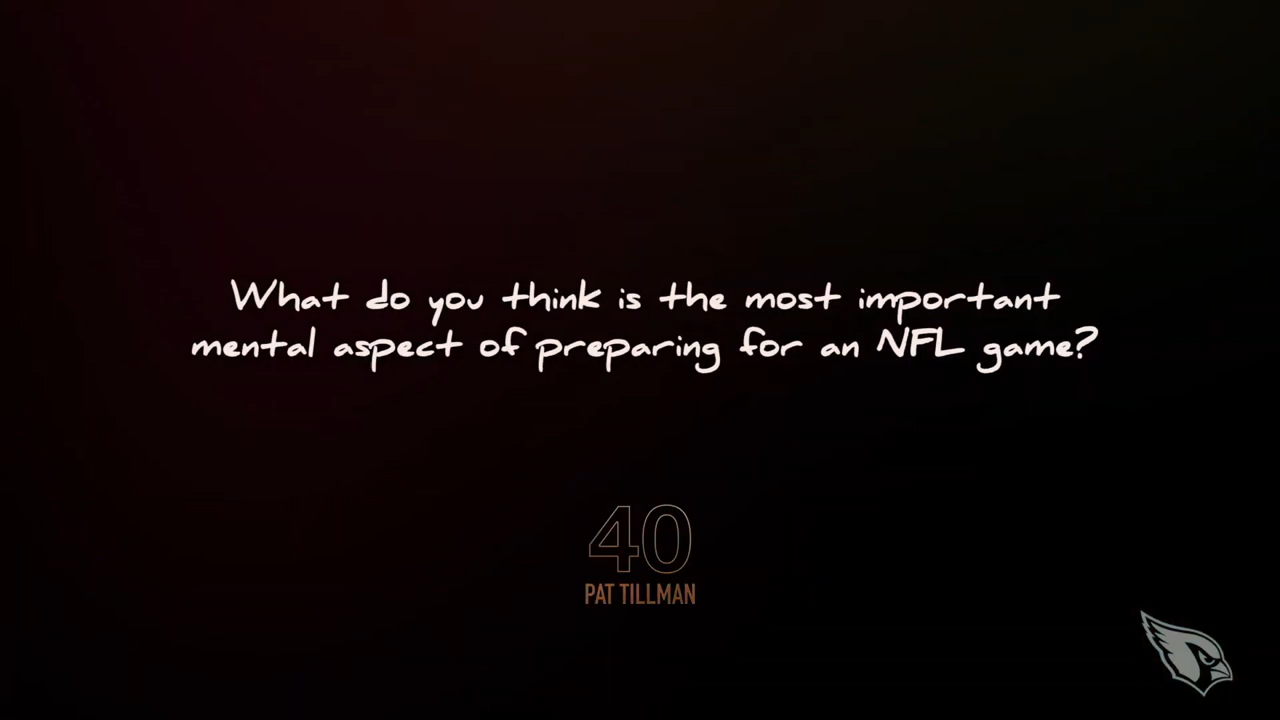 What do you think is the most important
mental aspect of preparing for an NFL game?
40
PAT TILLMAN